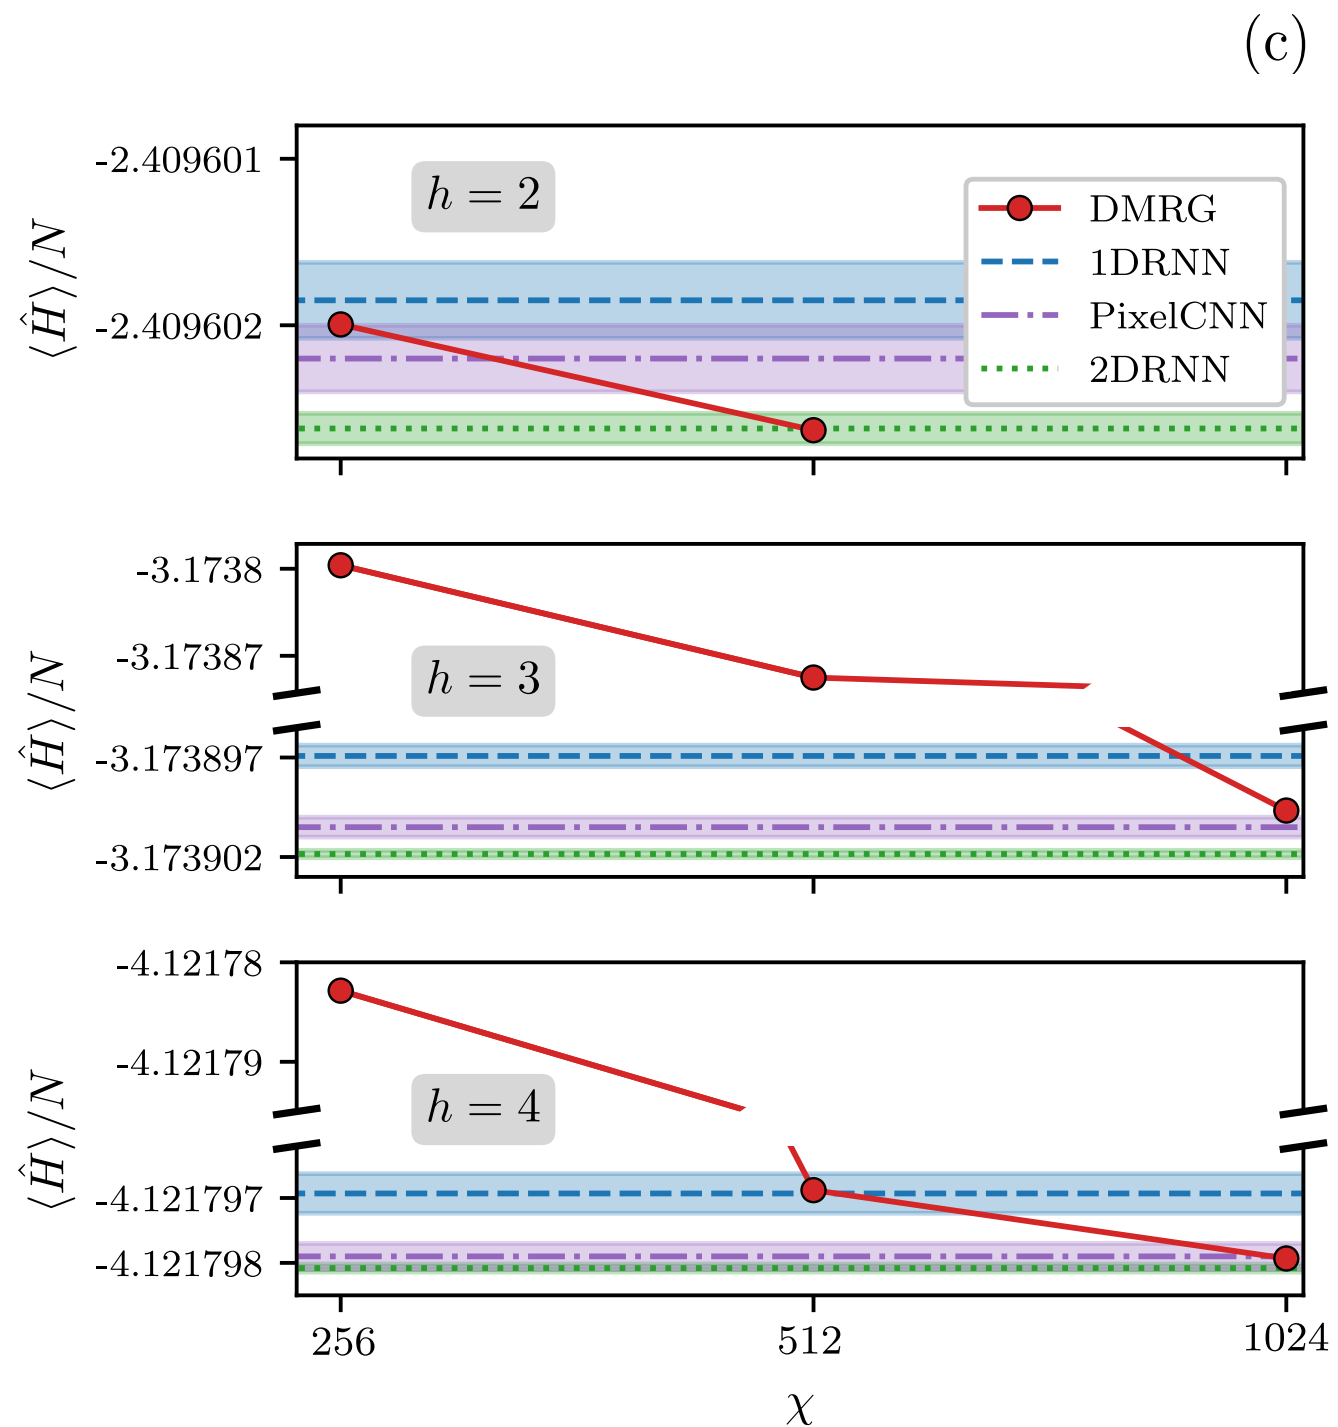 (c)
-2.409601
-2.409602
⟨Ĥ⟩/N
h = 2
DMRG
1DRNN
PixelCNN
2DRNN
-3.1738
-3.17387
-3.173897
-3.173902
⟨Ĥ⟩/N
h = 3
-4.12178
-4.12179
-4.121797
-4.121798
⟨Ĥ⟩/N
h = 4
256
512
1024
χ